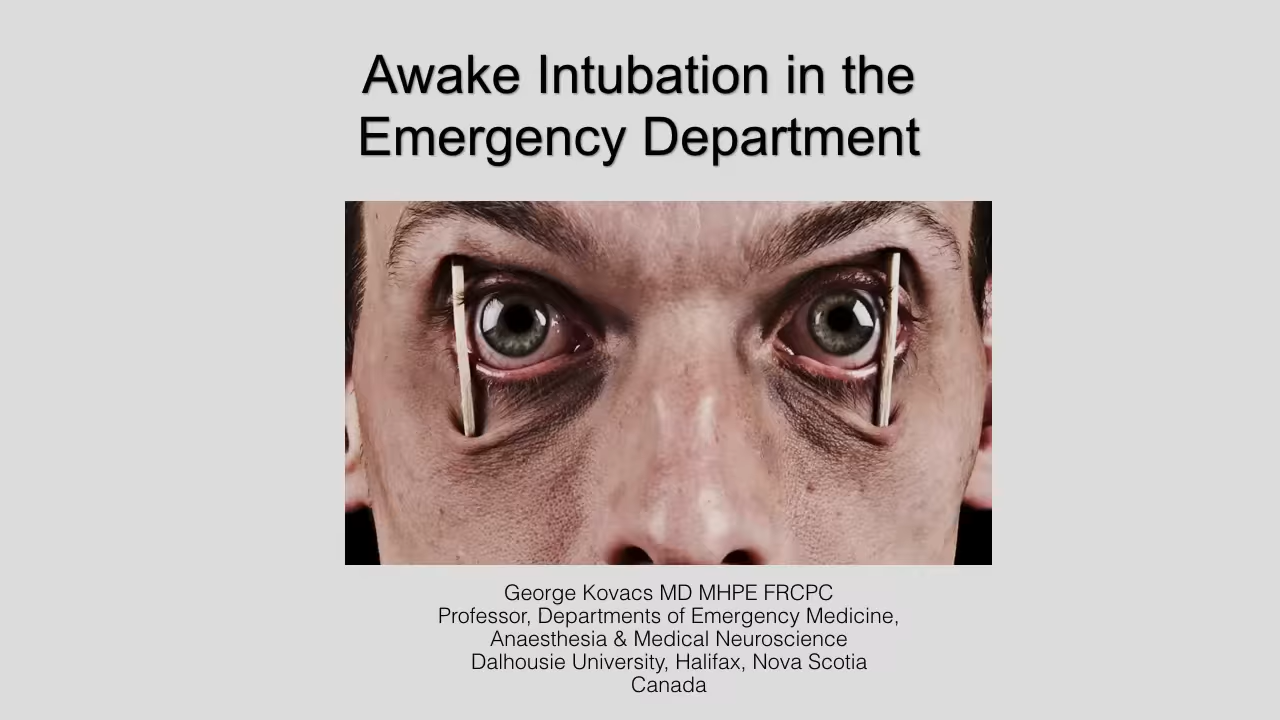 Awake Intubation in the
Emergency Department
George Kovacs MD MHPE FRCPC
Professor, Departments of Emergency Medicine,
Anaesthesia & Medical Neuroscience
Dalhousie University, Halifax, Nova Scotia
Canada